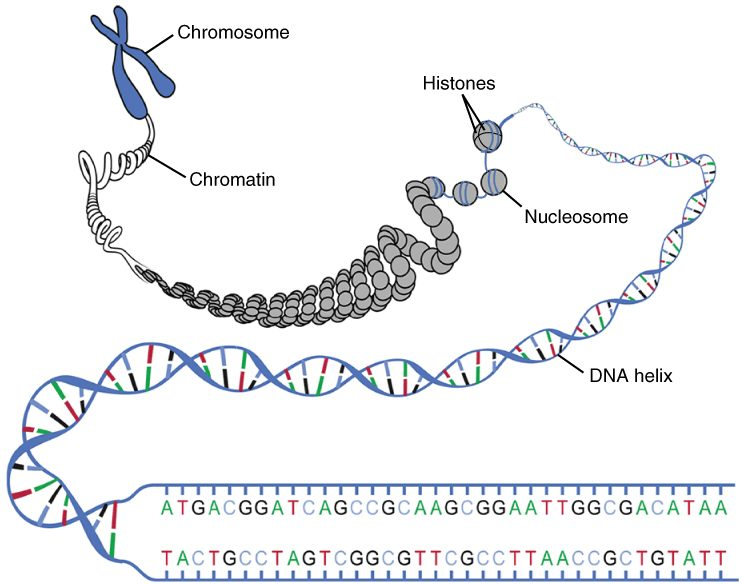 Chromosome
Histones
Chromatin
Nucleosome
DNA helix
ATGACGGATCAGCCGCAAGCGGAATTGGCGACATAA
TACTGCCTAGTCGGCGTTCGCCTTAACCGCTGTATT